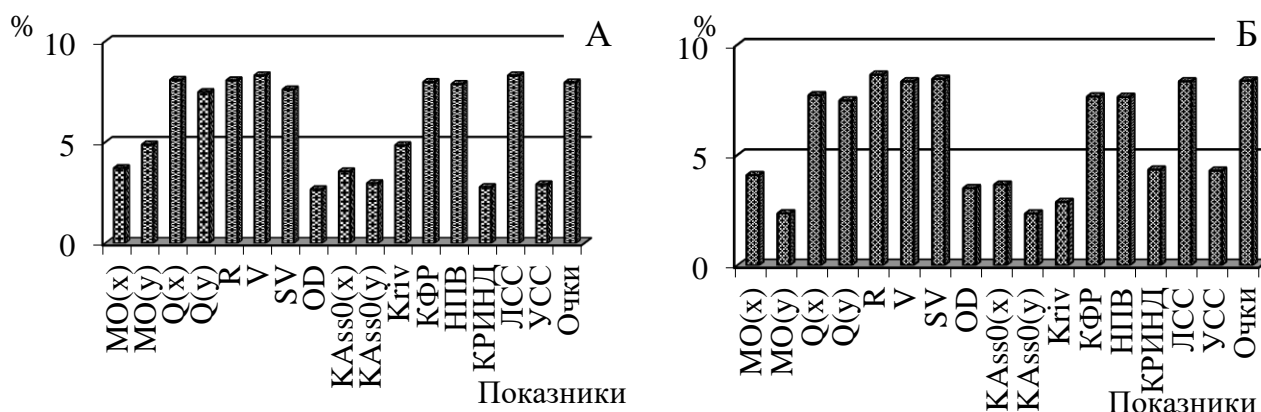 %
А
10
5
0
MO(x)
MO(y)
Q(x)
Q(y)
R
V
SV
OD
KAss0(x)
KAss0(y)
Kriv
КФР
НПВ
КРИНД
ЛСС
УСС
Очки
Показники
%
Б
10
5
0
MO(x)
MO(y)
Q(x)
Q(y)
R
V
SV
OD
KAss0(x)
KAss0(y)
Kriv
КФР
НПВ
КРИНД
ЛСС
УСС
Очки
Показники